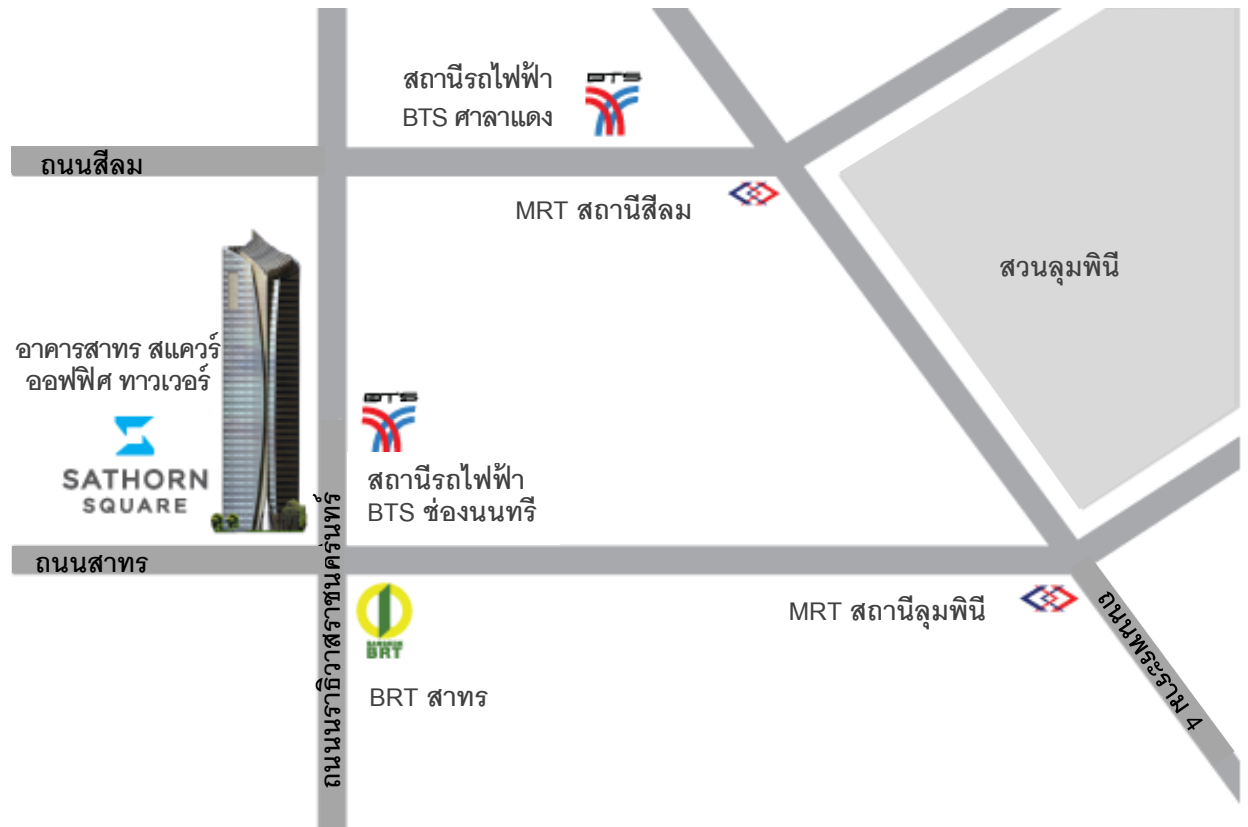 BTS
สถานีรถไฟฟ้า
BTS ศาลาแดง
ถนนสีลม
MRT สถานีสีลม
สวนลุมพินี
อาคารสาทร สแควร์
ออฟฟิศ ทาวเวอร์
BTS
SATHORN
SQUARE
สถานีรถไฟฟ้า
BTS ช่องนนทรี
ถนนสาทร
ถนนนราธิวาสราชนครินทร์
BANGKOK
BRT
BRT สาทร
MRT สถานีลุมพินี
ถนนพระราม 4